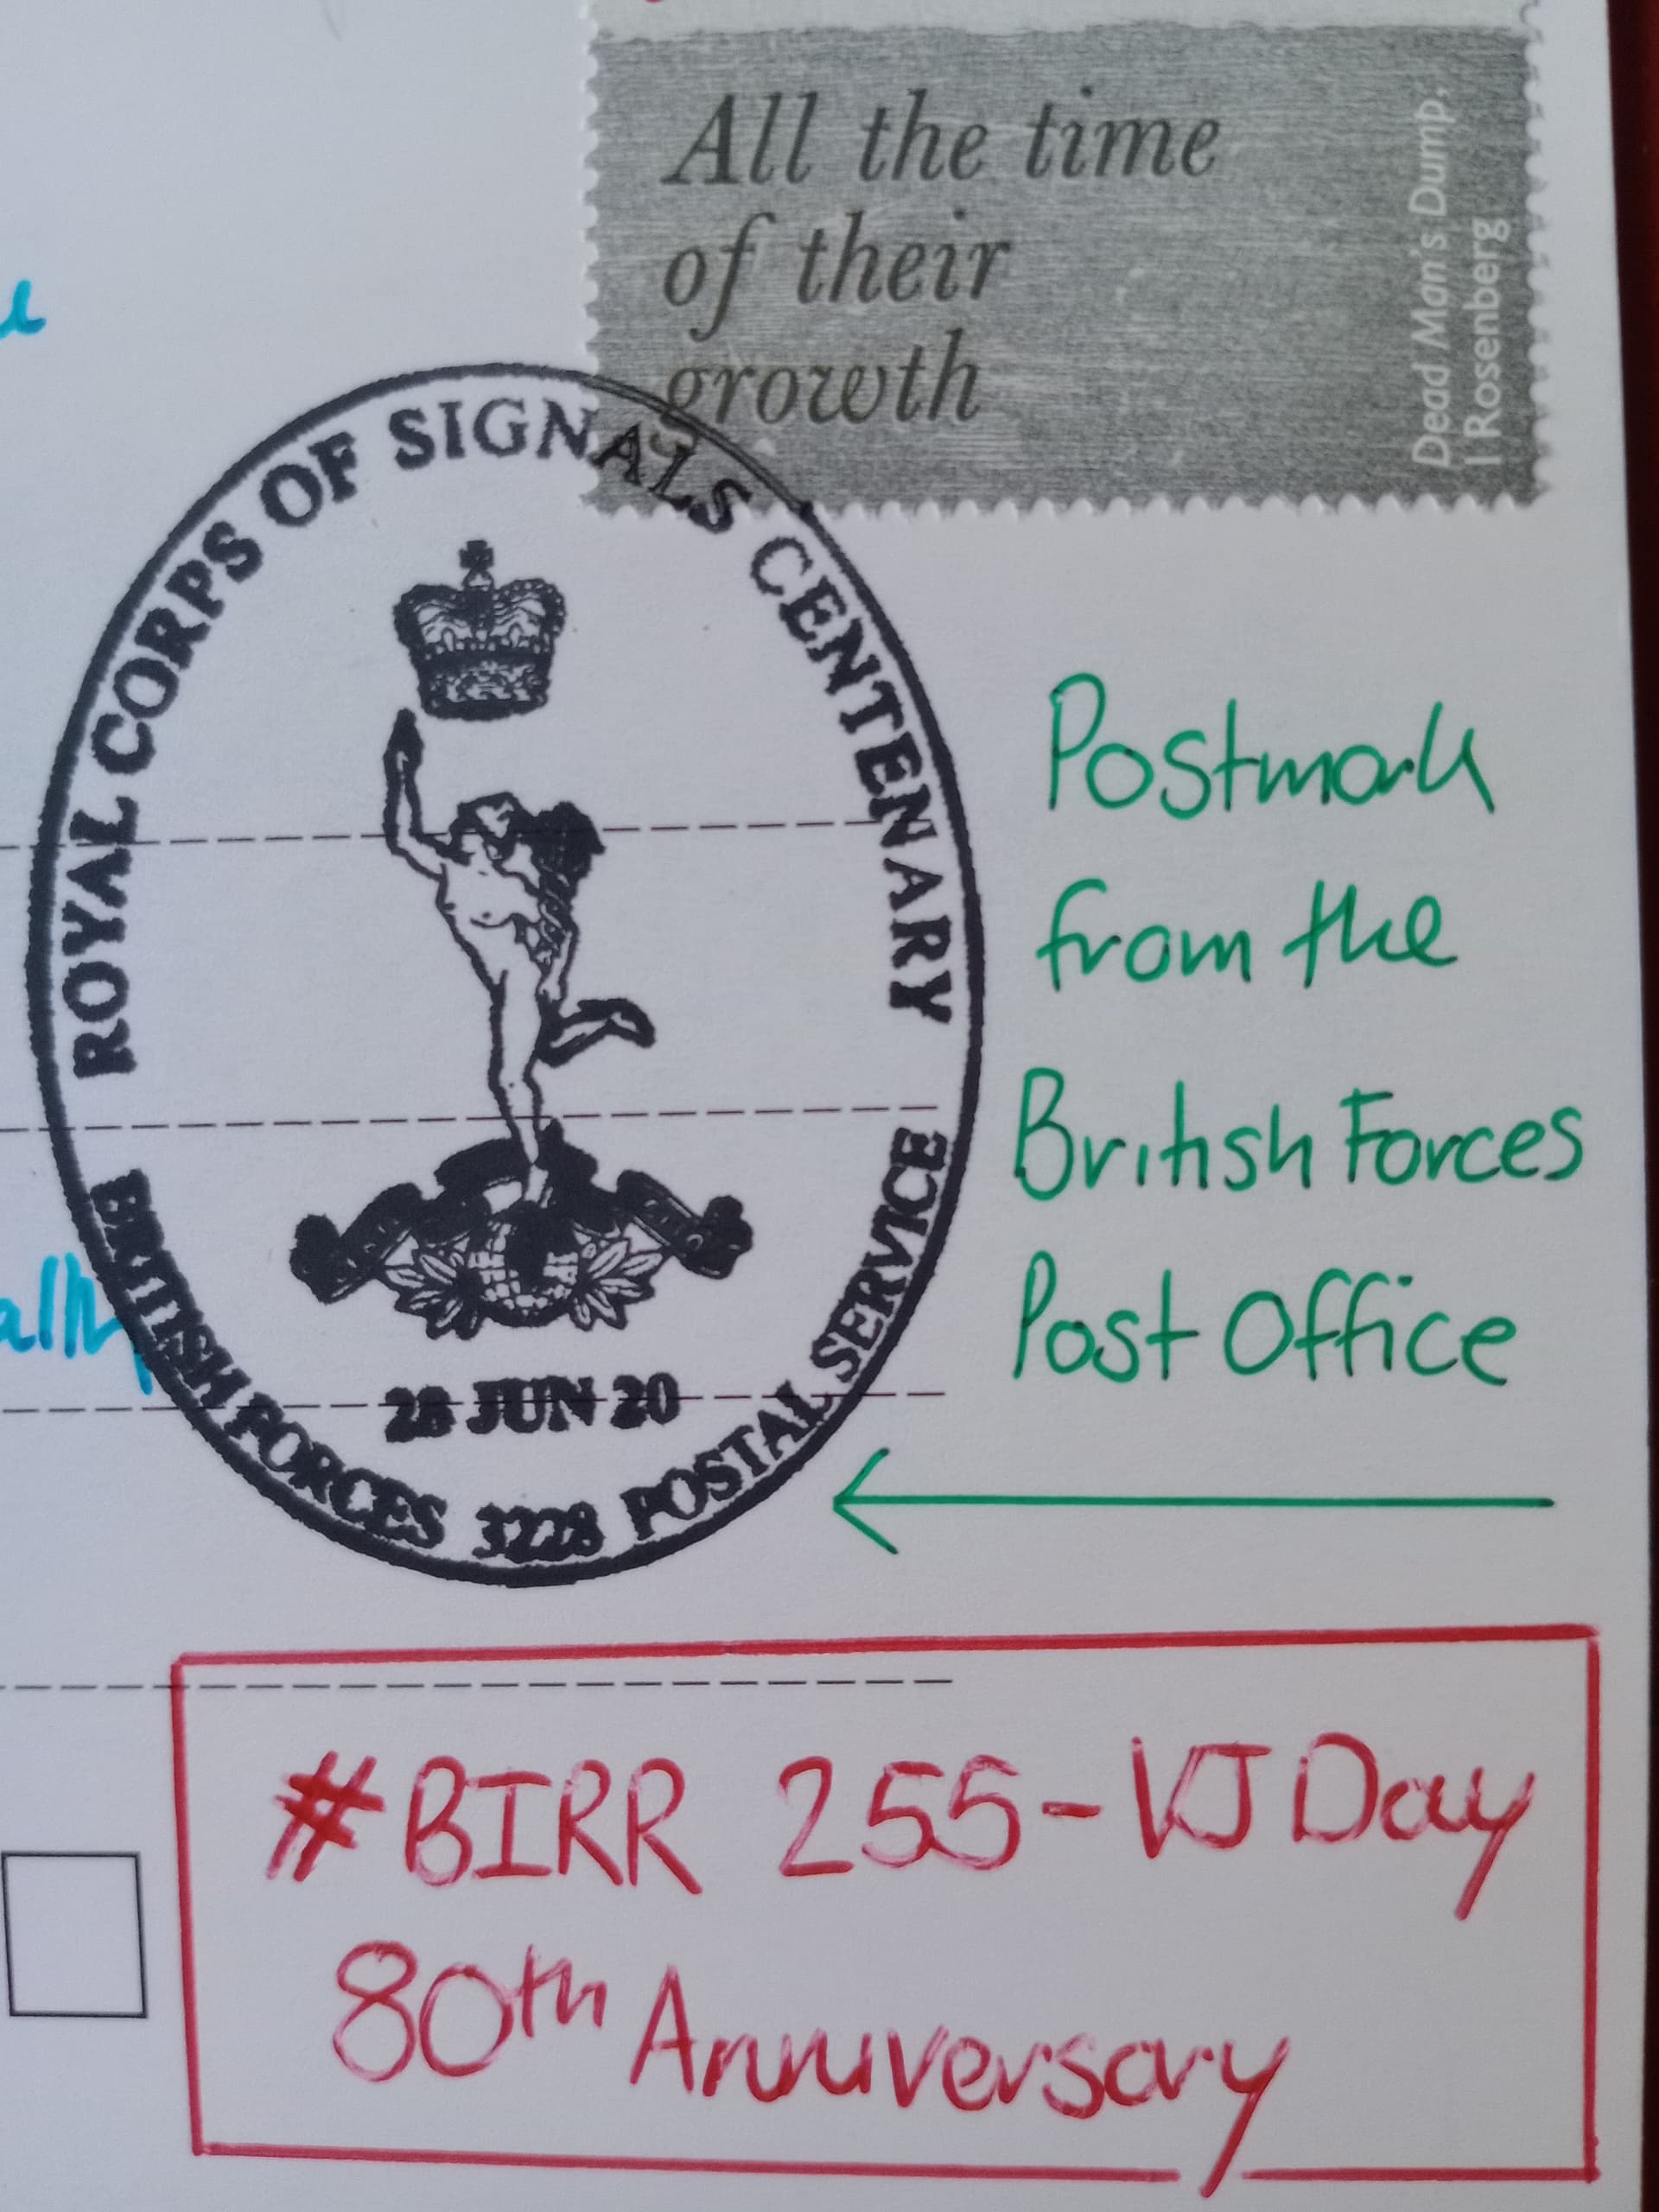 All the time
of their
growth
Dead Man's Dump,
I Rosenberg
ROYAL CORPS OF SIGNALS CENTENARY
28 JUN 20
BRITISH FORCES 3228 POSTAL SERVICE
Postmark
from the
British Forces
Post Office
#BIRR 255-VJ Day
80th Anniversary